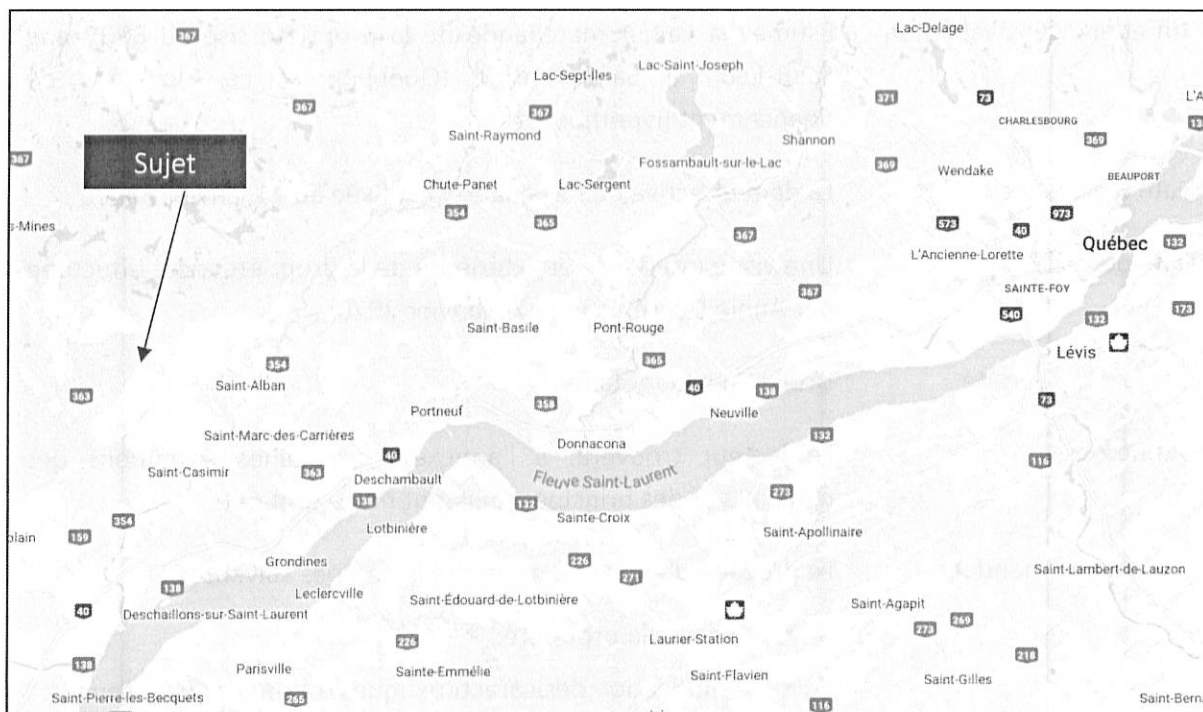 367
Lac-Delage
Lac-Sept-Iles
Lac-Saint-Joseph
367
367
371
73
L'A
CHARLESBOURG
13
Sujet
Saint-Raymond
Shannon
369
367
Fossambault-sur-le-Lac
369
Wendake
BEAUPORT
Chute-Panet
Lac-Sergent
354
365
573
40
973
s-Mines
367
Québec
132
L'Ancienne-Lorette
367
SAINTE-FOY
540
132
173
Saint-Basile
Pont-Rouge
Lévis
354
365
363
Saint-Alban
40
138
73
Portneuf
358
Neuville
Saint-Marc-des-Carrières
Donnacona
132
40
116
Saint-Casimir
363
Deschambault
Fleuve Saint-Laurent
273
138
132
354
Lotbinière
Sainte-Croix
Saint-Apollinaire
159
plain
Grondines
226
271
Saint-Lambert-de-Lauzon
138
Leclercville
Saint-Édouard-de-Lotbinière
Saint-Agapit
40
Deschaillons-sur-Saint-Laurent
269
226
Laurier-Station
273
138
Parisville
Sainte-Emmélie
218
Saint-Flavien
Saint-Gilles
Saint-Pierre-les-Becquets
265
116
Saint-Bern